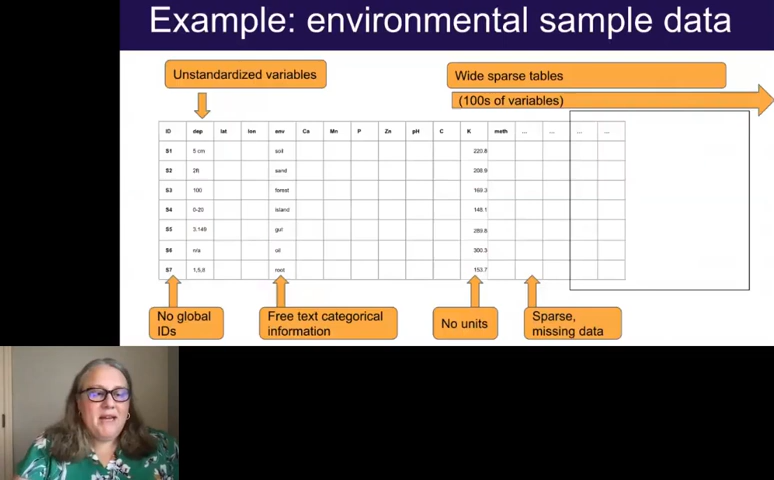 Example: environmental sample data
Unstandardized variables
Wide sparse tables
(100s of variables)
ID dep lat lon env Ca Mn P Zn pH C K meth ... ... ... ...
S1 5 cm soil 220.8
S2 2ft sand 208.9
S3 100 forest 169.3
S4 0-20 island 148.1
S5 3.149 gut 289.8
S6 n/a oil 300.3
S7 1,5,8 root 153.7
No global
IDs
Free text categorical
information
No units
Sparse,
missing data